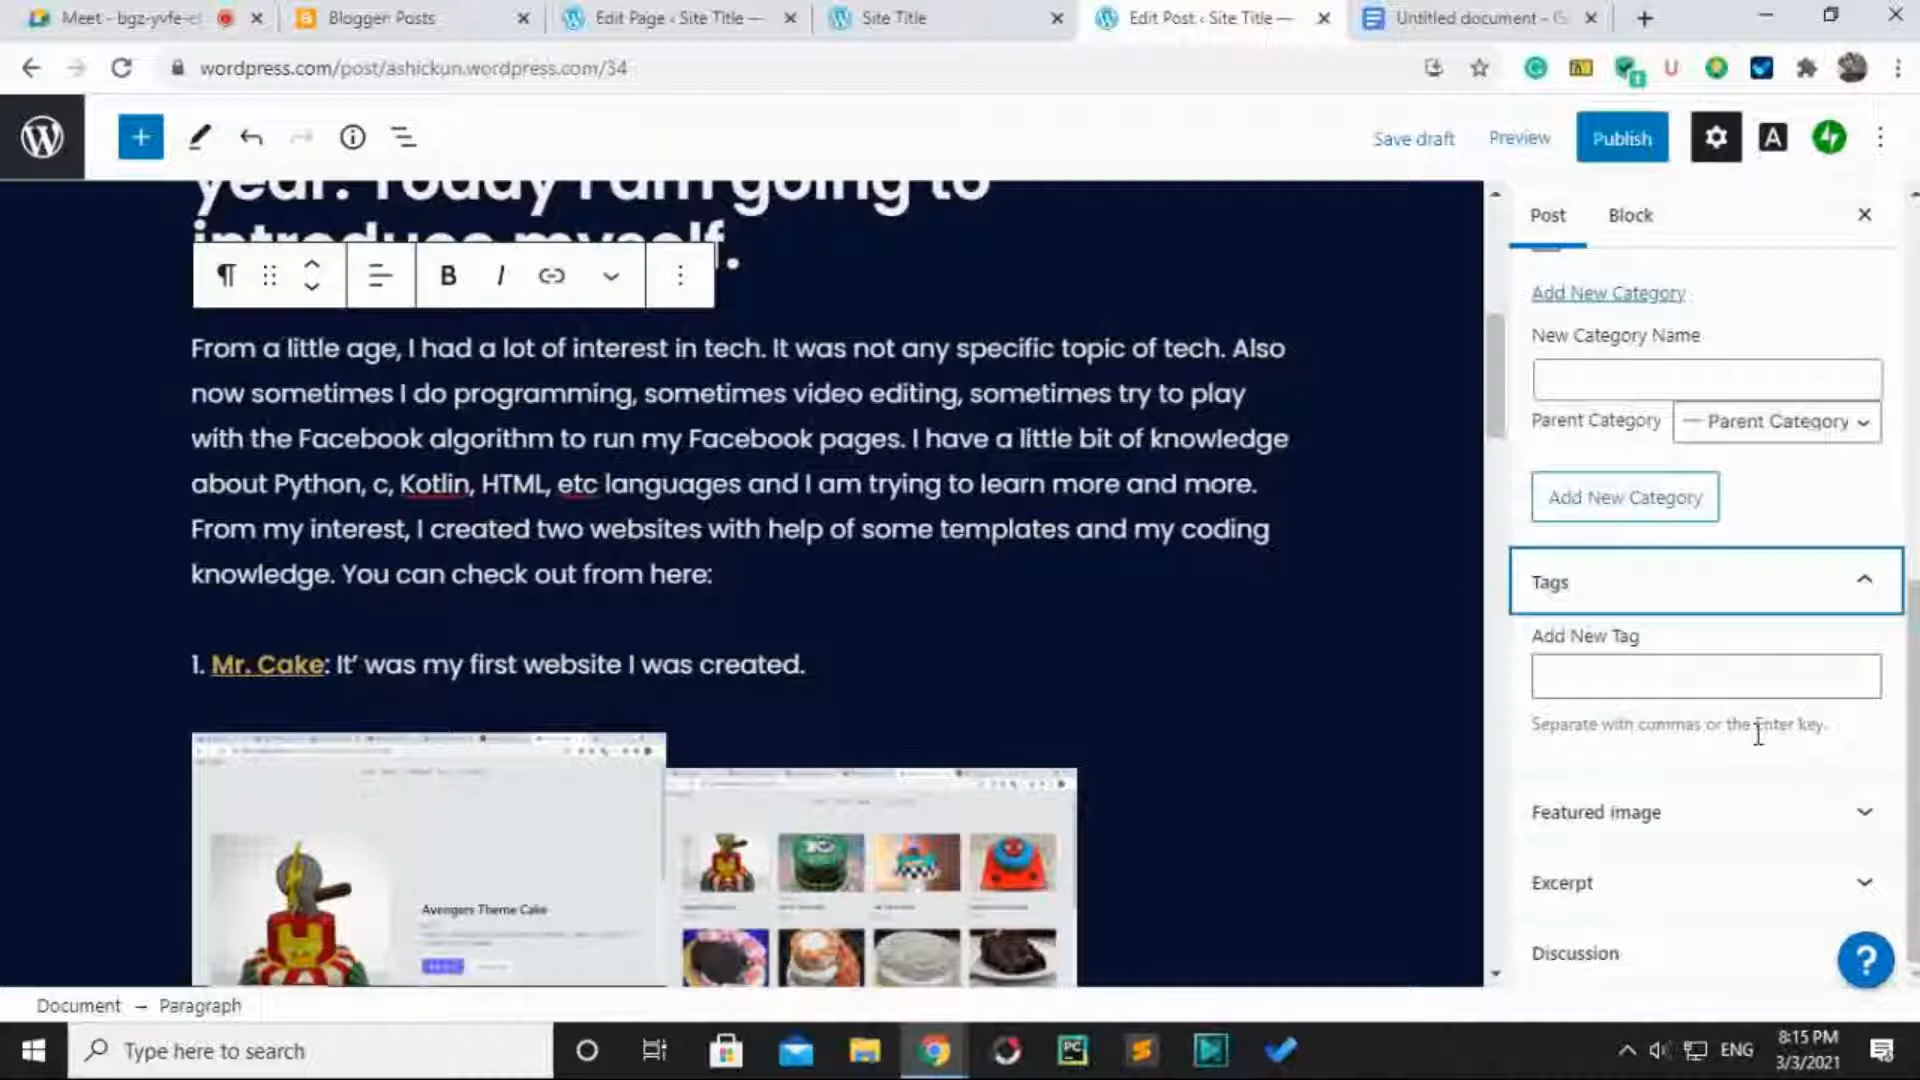 Meet - bgz-yvfe-e
Blogger Posts
Edit Page ‹ Site Title —
Site Title
Edit Post ‹ Site Title —
Untitled document - G
wordpress.com/post/ashickun.wordpress.com/34
Save draft
Preview
Publish
year. Today I am going to
introduce myself.
From a little age, I had a lot of interest in tech. It was not any specific topic of tech. Also
now sometimes I do programming, sometimes video editing, sometimes try to play
with the Facebook algorithm to run my Facebook pages. I have a little bit of knowledge
about Python, c, Kotlin, HTML, etc languages and I am trying to learn more and more.
From my interest, I created two websites with help of some templates and my coding
knowledge. You can check out from here:
1. Mr. Cake: It’ was my first website I was created.
Avengers Theme Cake
Post
Block
Add New Category
New Category Name
Parent Category
— Parent Category
Add New Category
Tags
Add New Tag
Separate with commas or the Enter key.
Featured image
Excerpt
Discussion
Document → Paragraph
Type here to search
ENG
8:15 PM
3/3/2021